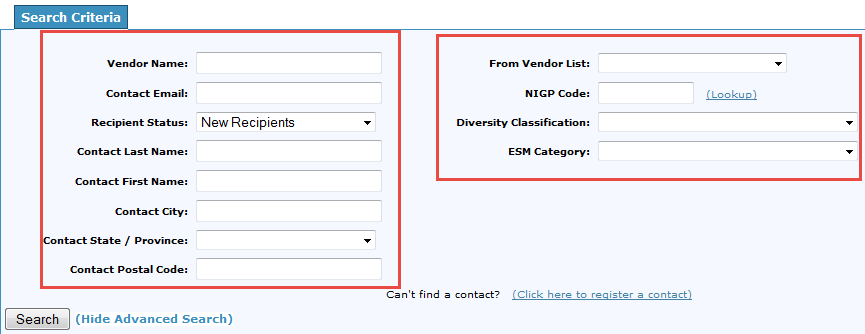 Search Criteria
Vendor Name:
Contact Email:
Recipient Status: New Recipients
Contact Last Name:
Contact First Name:
Contact City:
Contact State / Province:
Contact Postal Code:
From Vendor List:
NIGP Code: (Lookup)
Diversity Classification:
ESM Category:
Can't find a contact? (Click here to register a contact)
Search (Hide Advanced Search)